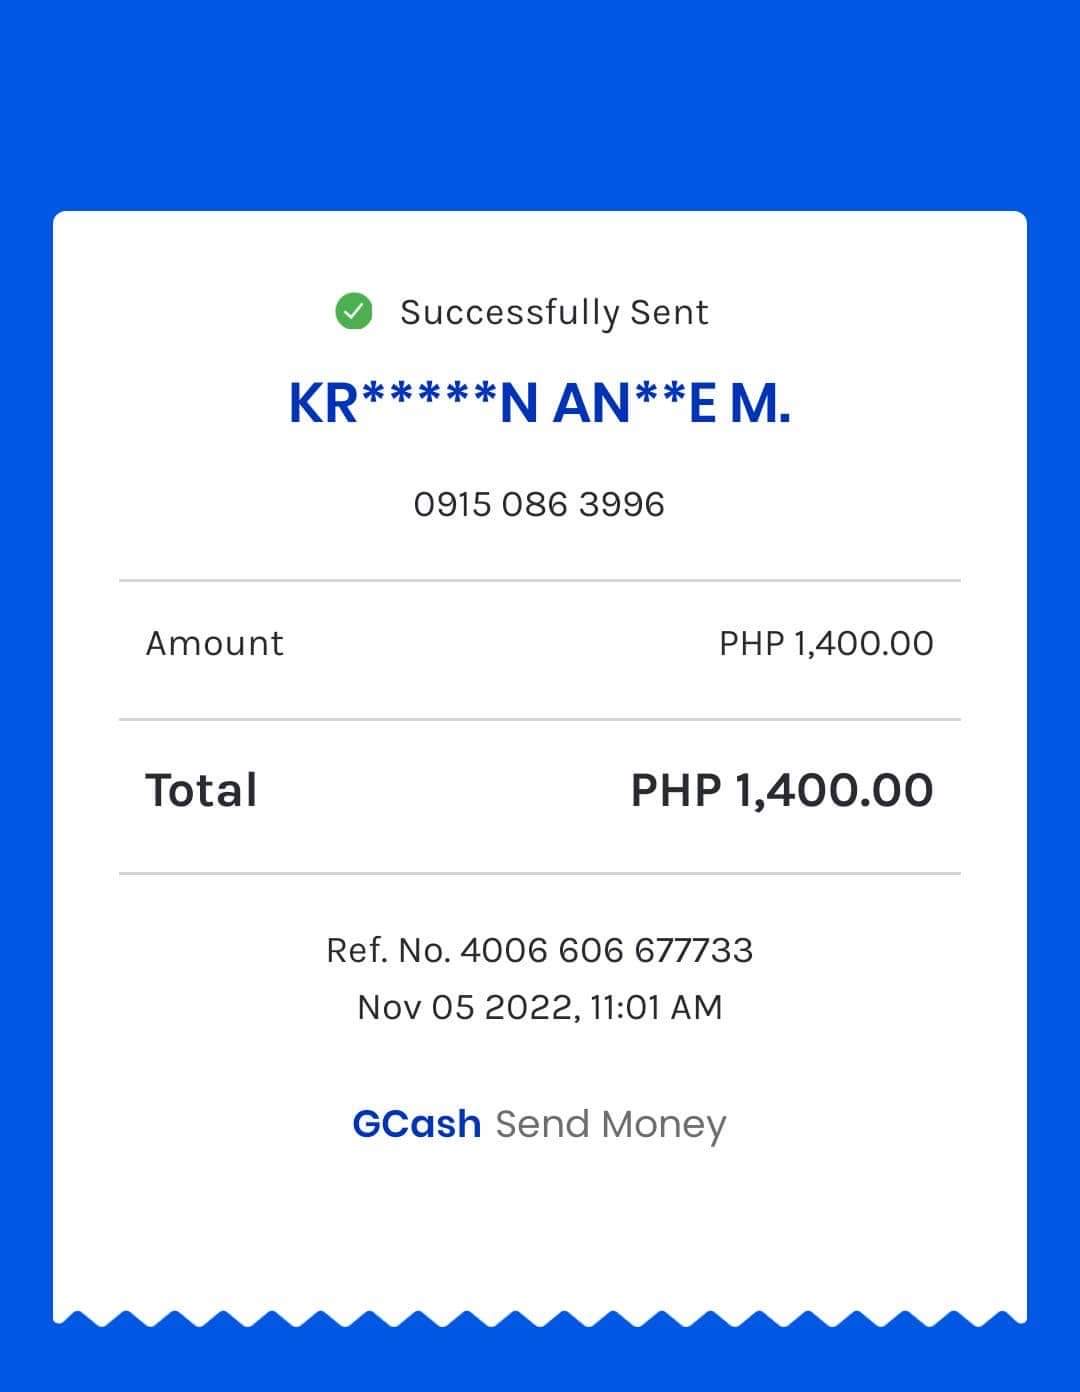 Successfully Sent
KR*****N AN**E M.
0915 086 3996
Amount PHP 1,400.00
Total PHP 1,400.00
Ref. No. 4006 606 677733
Nov 05 2022, 11:01 AM
GCash Send Money